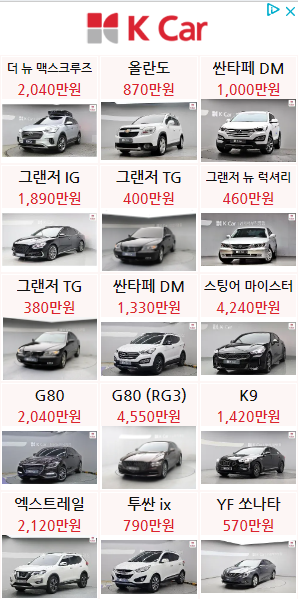 K Car
더 뉴 맥스크루즈 올란도 싼타페 DM
2,040만원 870만원 1,000만원
그랜저 IG 그랜저 TG 그랜저 뉴 럭셔리
1,890만원 400만원 460만원
그랜저 TG 싼타페 DM 스팅어 마이스터
380만원 1,330만원 4,240만원
G80 G80 (RG3) K9
2,040만원 4,550만원 1,420만원
엑스트레일 투싼 ix YF 쏘나타
2,120만원 790만원 570만원